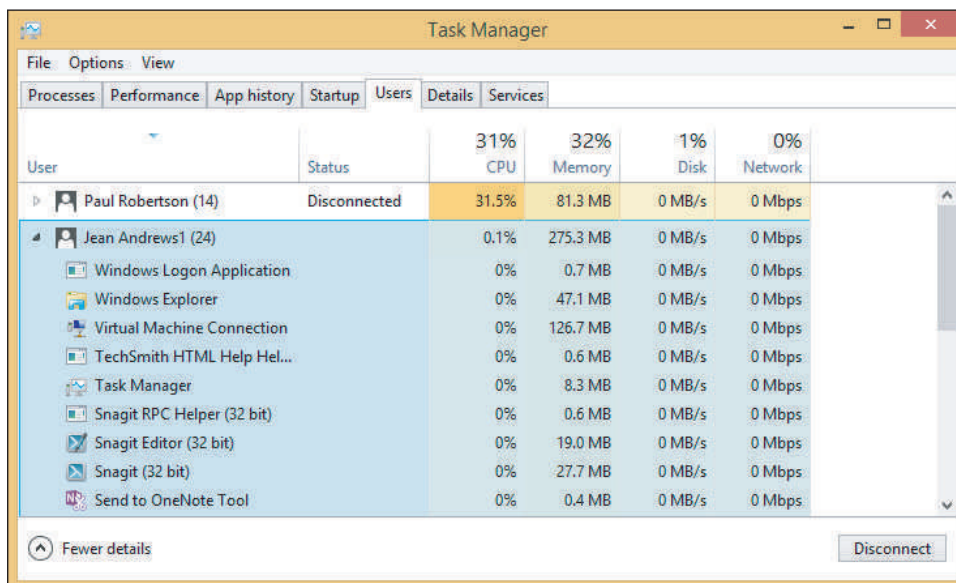 Task Manager
File Options View
Processes Performance App history Startup Users Details Services
31% 32% 1% 0%
User Status CPU Memory Disk Network
Paul Robertson (14) Disconnected 31.5% 81.3 MB 0 MB/s 0 Mbps
Jean Andrews1 (24) 0.1% 275.3 MB 0 MB/s 0 Mbps
Windows Logon Application 0% 0.7 MB 0 MB/s 0 Mbps
Windows Explorer 0% 47.1 MB 0 MB/s 0 Mbps
Virtual Machine Connection 0% 126.7 MB 0 MB/s 0 Mbps
TechSmith HTML Help Hel... 0% 0.6 MB 0 MB/s 0 Mbps
Task Manager 0% 8.3 MB 0 MB/s 0 Mbps
Snagit RPC Helper (32 bit) 0% 0.6 MB 0 MB/s 0 Mbps
Snagit Editor (32 bit) 0% 19.0 MB 0 MB/s 0 Mbps
Snagit (32 bit) 0% 27.7 MB 0 MB/s 0 Mbps
Send to OneNote Tool 0% 0.4 MB 0 MB/s 0 Mbps
Fewer details Disconnect